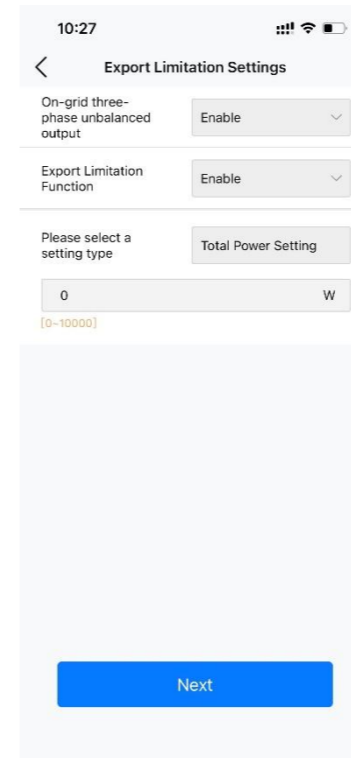 10:27
Export Limitation Settings
On-grid three-
phase unbalanced
output
Enable
Export Limitation
Function
Enable
Please select a
setting type
Total Power Setting
0 W
[0~10000]
Next